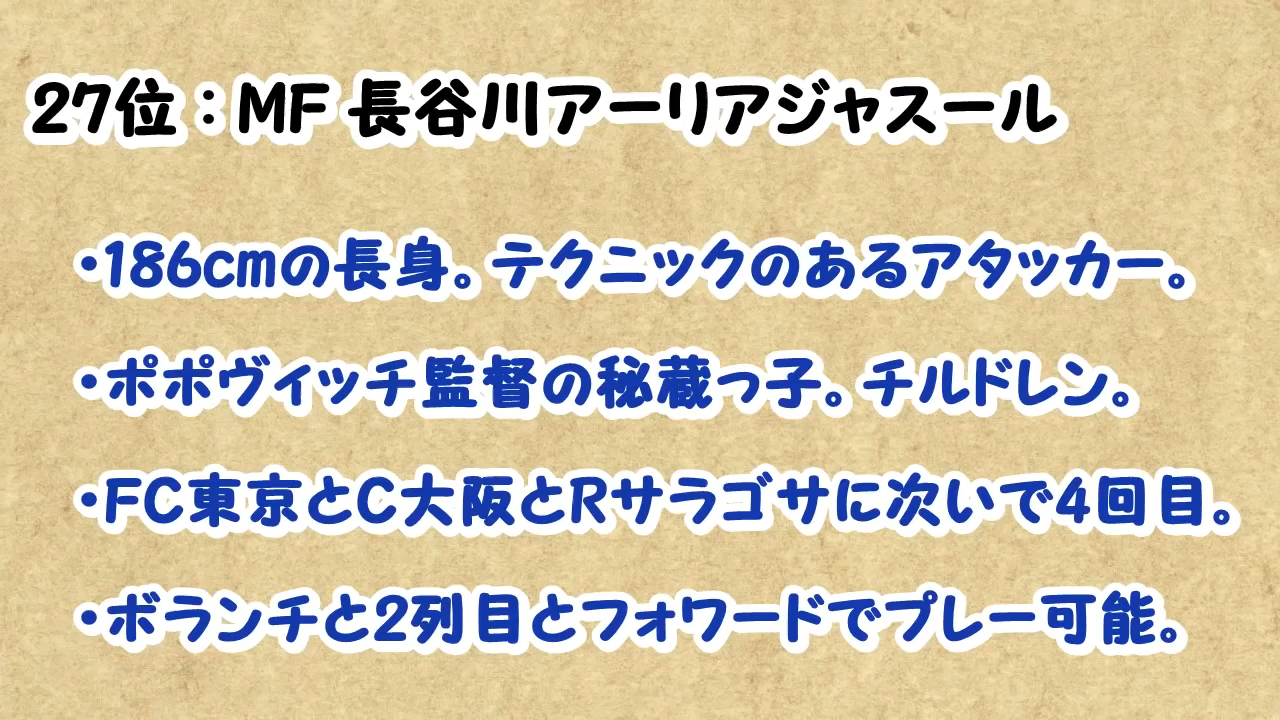 27位：MF 長谷川アーリアジャスール
・186cmの長身。テクニックのあるアタッカー。
・ポポヴィッチ監督の秘蔵っ子。チルドレン。
・FC東京とC大阪とRサラゴサに次いで4回目。
・ボランチと2列目とフォワードでプレー可能。